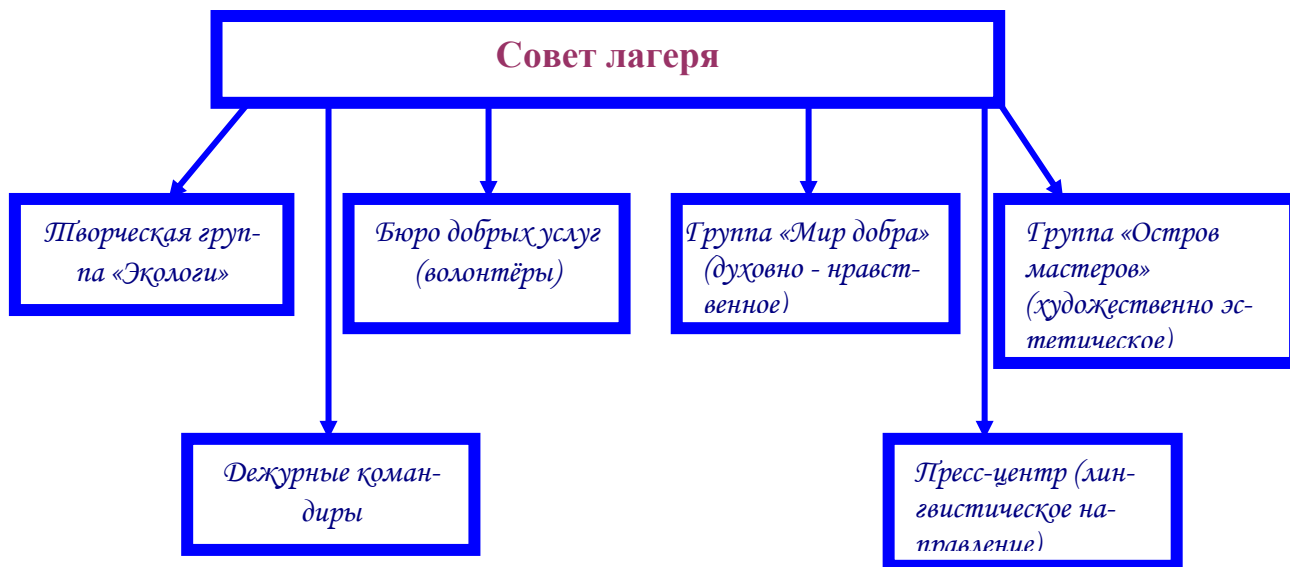 Совет лагеря
Творческая груп-
па «Экологи»
Бюро добрых услуг
(волонтёры)
Группа «Мир добра»
(духовно - нравст-
венное)
Группа «Остров
мастеров»
(художественно эс-
тетическое)
Дежурные коман-
диры
Пресс-центр (лин-
гвистическое на-
правление)